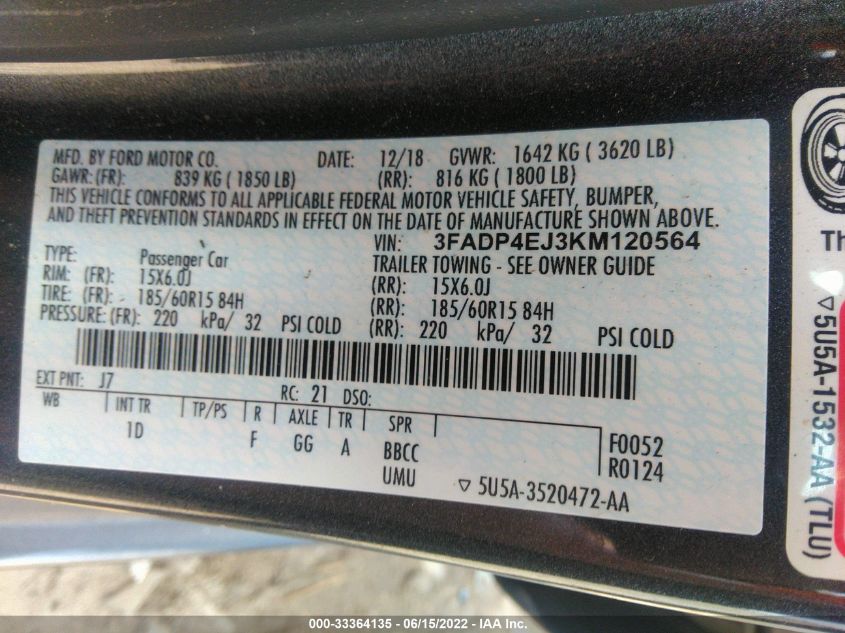 MFD. BY FORD MOTOR CO. DATE: 12/18 GVWR: 1642 KG ( 3620 LB)
GAWR:(FR): 839 KG ( 1850 LB) (RR): 816 KG ( 1800 LB)
THIS VEHICLE CONFORMS TO ALL APPLICABLE FEDERAL MOTOR VEHICLE SAFETY, BUMPER,
AND THEFT PREVENTION STANDARDS IN EFFECT ON THE DATE OF MANUFACTURE SHOWN ABOVE.
VIN: 3FADP4EJ3KM120564
TYPE: Passenger Car TRAILER TOWING - SEE OWNER GUIDE
RIM: (FR): 15X6.0J (RR): 15X6.0J
TIRE: (FR): 185/60R15 84H (RR): 185/60R15 84H
PRESSURE:(FR): 220 kPa/ 32 PSI COLD (RR): 220 kPa/ 32 PSI COLD
EXT PNT: J7 RC: 21 DSO:
WB INT TR TP/PS R AXLE TR SPR
1D F GG A BBCC F0052
UMU R0124
▽ 5U5A-3520472-AA
Th
▽5U5A-1532-AA (TLU)
000-33364135 - 06/15/2022 - IAA Inc.